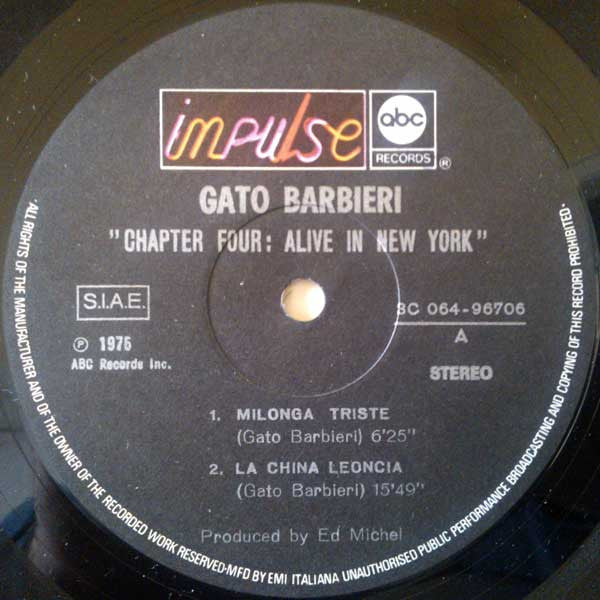 impulse
abc
RECORDS ®
GATO BARBIERI
"CHAPTER FOUR: ALIVE IN NEW YORK"
S.I.A.E.
3C 064-96706
A
℗ 1975
ABC Records Inc.
STEREO
1. MILONGA TRISTE
(Gato Barbieri) 6'25"
2. LA CHINA LEONCIA
(Gato Barbieri) 15'49"
Produced by Ed Michel
·ALL RIGHTS OF THE MANUFACTURER AND OF THE OWNER OF THE RECORDED WORK RESERVED-MFD BY EMI ITALIANA UNAUTHORISED PUBLIC PERFORMANCE BROADCASTING AND COPYING OF THIS RECORD PROHIBITED·